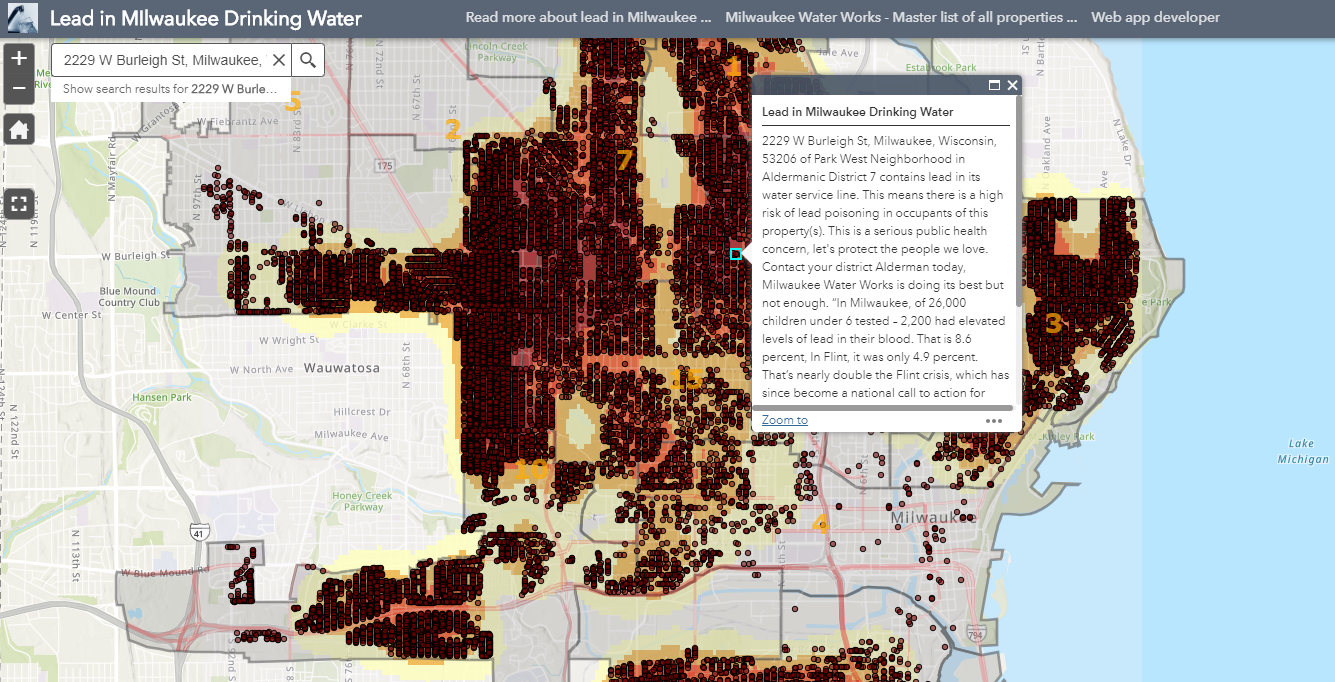 Lead in MIlwaukee Drinking Water
Read more about lead in Milwaukee ...
Milwaukee Water Works - Master list of all properties ...
Web app developer
+
−
2229 W Burleigh St, Milwaukee,
Show search results for 2229 W Burle...
Lead in Milwaukee Drinking Water
2229 W Burleigh St, Milwaukee, Wisconsin,
53206 of Park West Neighborhood in
Aldermanic District 7 contains lead in its
water service line. This means there is a high
risk of lead poisoning in occupants of this
property(s). This is a serious public health
concern, let's protect the people we love.
Contact your district Alderman today,
Milwaukee Water Works is doing its best but
not enough. “In Milwaukee, of 26,000
children under 6 tested – 2,200 had elevated
levels of lead in their blood. That is 8.6
percent, In Flint, it was only 4.9 percent.
That’s nearly double the Flint crisis, which has
since become a national call to action for
Zoom to
Lincoln Creek
Parkway
N 76th St
N 72nd St
N 67th St
Estabrook Park
N Lake Dr
N Oakland Ave
Ave
1
5
2
7
W Fiebrantz Ave
N 83rd St
N Mayfair Rd
175
N 97th St
N 124th St
N 119th St
W Burleigh St
Blue Mound
Country Club
W Center St
W Clarke St
W Wright St
W North Ave
Wauwatosa
N 68th St
Hansen Park
Hillcrest Dr
Milwaukee Ave
N 122nd St
3
10
Honey Creek
Parkway
41
4
Milwaukee
Lake
Michigan
N 113th St
W Blue Mound Rd
794